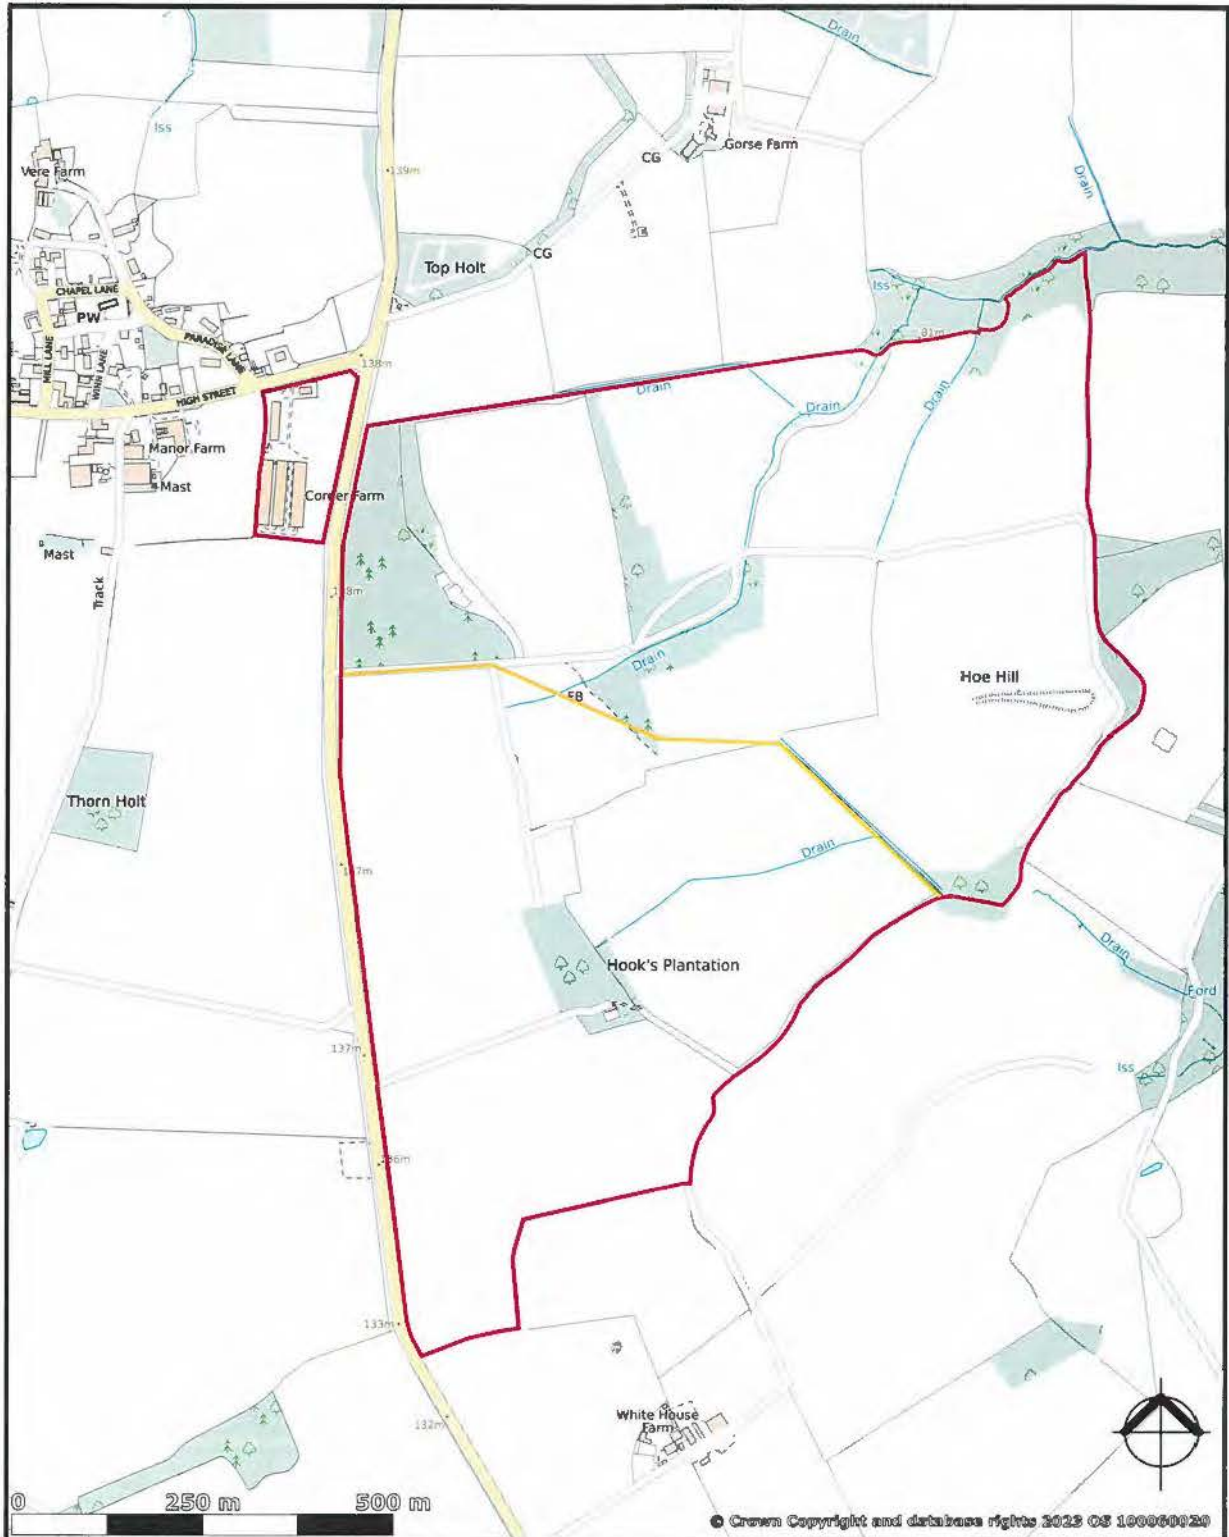 Drain
Iss
139m
Gorse Farm
CG
Vere Farm
Drain
CG
Top Holt
Iss
CHAPEL LANE
PW
PARADISE LANE
81m
MILL LANE
WINN LANE
138m
HIGH STREET
Drain
Drain
Drain
Manor Farm
Mast
Corner Farm
Mast
Track
138m
Drain
Hoe Hill
FB
Thorn Holt
Drain
137m
Drain
Hook's Plantation
Ford
137m
Iss
136m
133m
White House
Farm
132m
0 250 m 500 m
© Crown Copyright and database rights 2023 OS 100060020